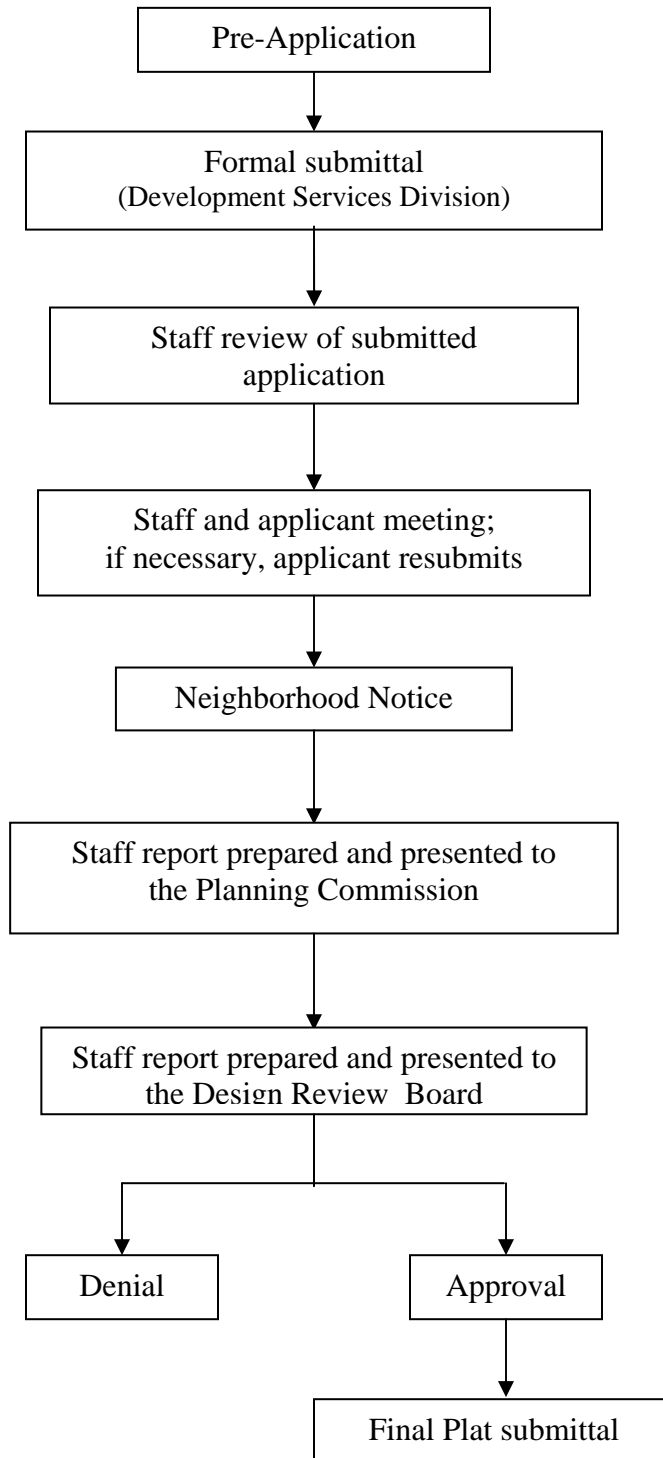 Pre-Application
Formal submittal
(Development Services Division)
Staff review of submitted
application
Staff and applicant meeting;
if necessary, applicant resubmits
Neighborhood Notice
Staff report prepared and presented to
the Planning Commission
Staff report prepared and presented to
the Design Review Board
Denial
Approval
Final Plat submittal